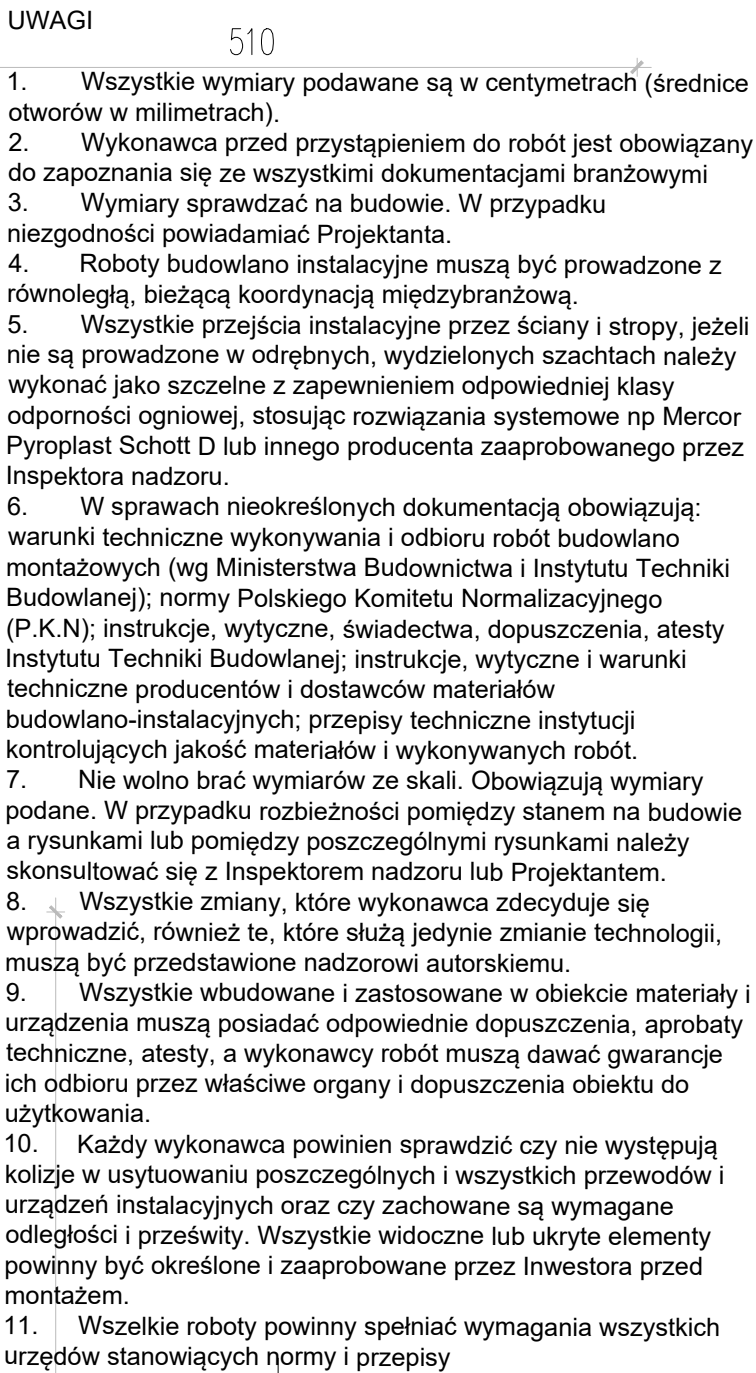 UWAGI
510
1. Wszystkie wymiary podawane są w centymetrach (średnice
otworów w milimetrach).
2. Wykonawca przed przystąpieniem do robót jest obowiązany
do zapoznania się ze wszystkimi dokumentacjami branżowymi
3. Wymiary sprawdzać na budowie. W przypadku
niezgodności powiadamiać Projektanta.
4. Roboty budowlano instalacyjne muszą być prowadzone z
równoległą, bieżącą koordynacją międzybranżową.
5. Wszystkie przejścia instalacyjne przez ściany i stropy, jeżeli
nie są prowadzone w odrębnych, wydzielonych szachtach należy
wykonać jako szczelne z zapewnieniem odpowiedniej klasy
odporności ogniowej, stosując rozwiązania systemowe np Mercor
Pyroplast Schott D lub innego producenta zaaprobowanego przez
Inspektora nadzoru.
6. W sprawach nieokreślonych dokumentacją obowiązują:
warunki techniczne wykonywania i odbioru robót budowlano
montażowych (wg Ministerstwa Budownictwa i Instytutu Techniki
Budowlanej); normy Polskiego Komitetu Normalizacyjnego
(P.K.N); instrukcje, wytyczne, świadectwa, dopuszczenia, atesty
Instytutu Techniki Budowlanej; instrukcje, wytyczne i warunki
techniczne producentów i dostawców materiałów
budowlano-instalacyjnych; przepisy techniczne instytucji
kontrolujących jakość materiałów i wykonywanych robót.
7. Nie wolno brać wymiarów ze skali. Obowiązują wymiary
podane. W przypadku rozbieżności pomiędzy stanem na budowie
a rysunkami lub pomiędzy poszczególnymi rysunkami należy
skonsultować się z Inspektorem nadzoru lub Projektantem.
8. Wszystkie zmiany, które wykonawca zdecyduje się
wprowadzić, również te, które służą jedynie zmianie technologii,
muszą być przedstawione nadzorowi autorskiemu.
9. Wszystkie wbudowane i zastosowane w obiekcie materiały i
urządzenia muszą posiadać odpowiednie dopuszczenia, aprobaty
techniczne, atesty, a wykonawcy robót muszą dawać gwarancje
ich odbioru przez właściwe organy i dopuszczenia obiektu do
użytkowania.
10. Każdy wykonawca powinien sprawdzić czy nie występują
kolizje w usytuowaniu poszczególnych i wszystkich przewodów i
urządzeń instalacyjnych oraz czy zachowane są wymagane
odległości i prześwity. Wszystkie widoczne lub ukryte elementy
powinny być określone i zaaprobowane przez Inwestora przed
montażem.
11. Wszelkie roboty powinny spełniać wymagania wszystkich
urzędów stanowiących normy i przepisy